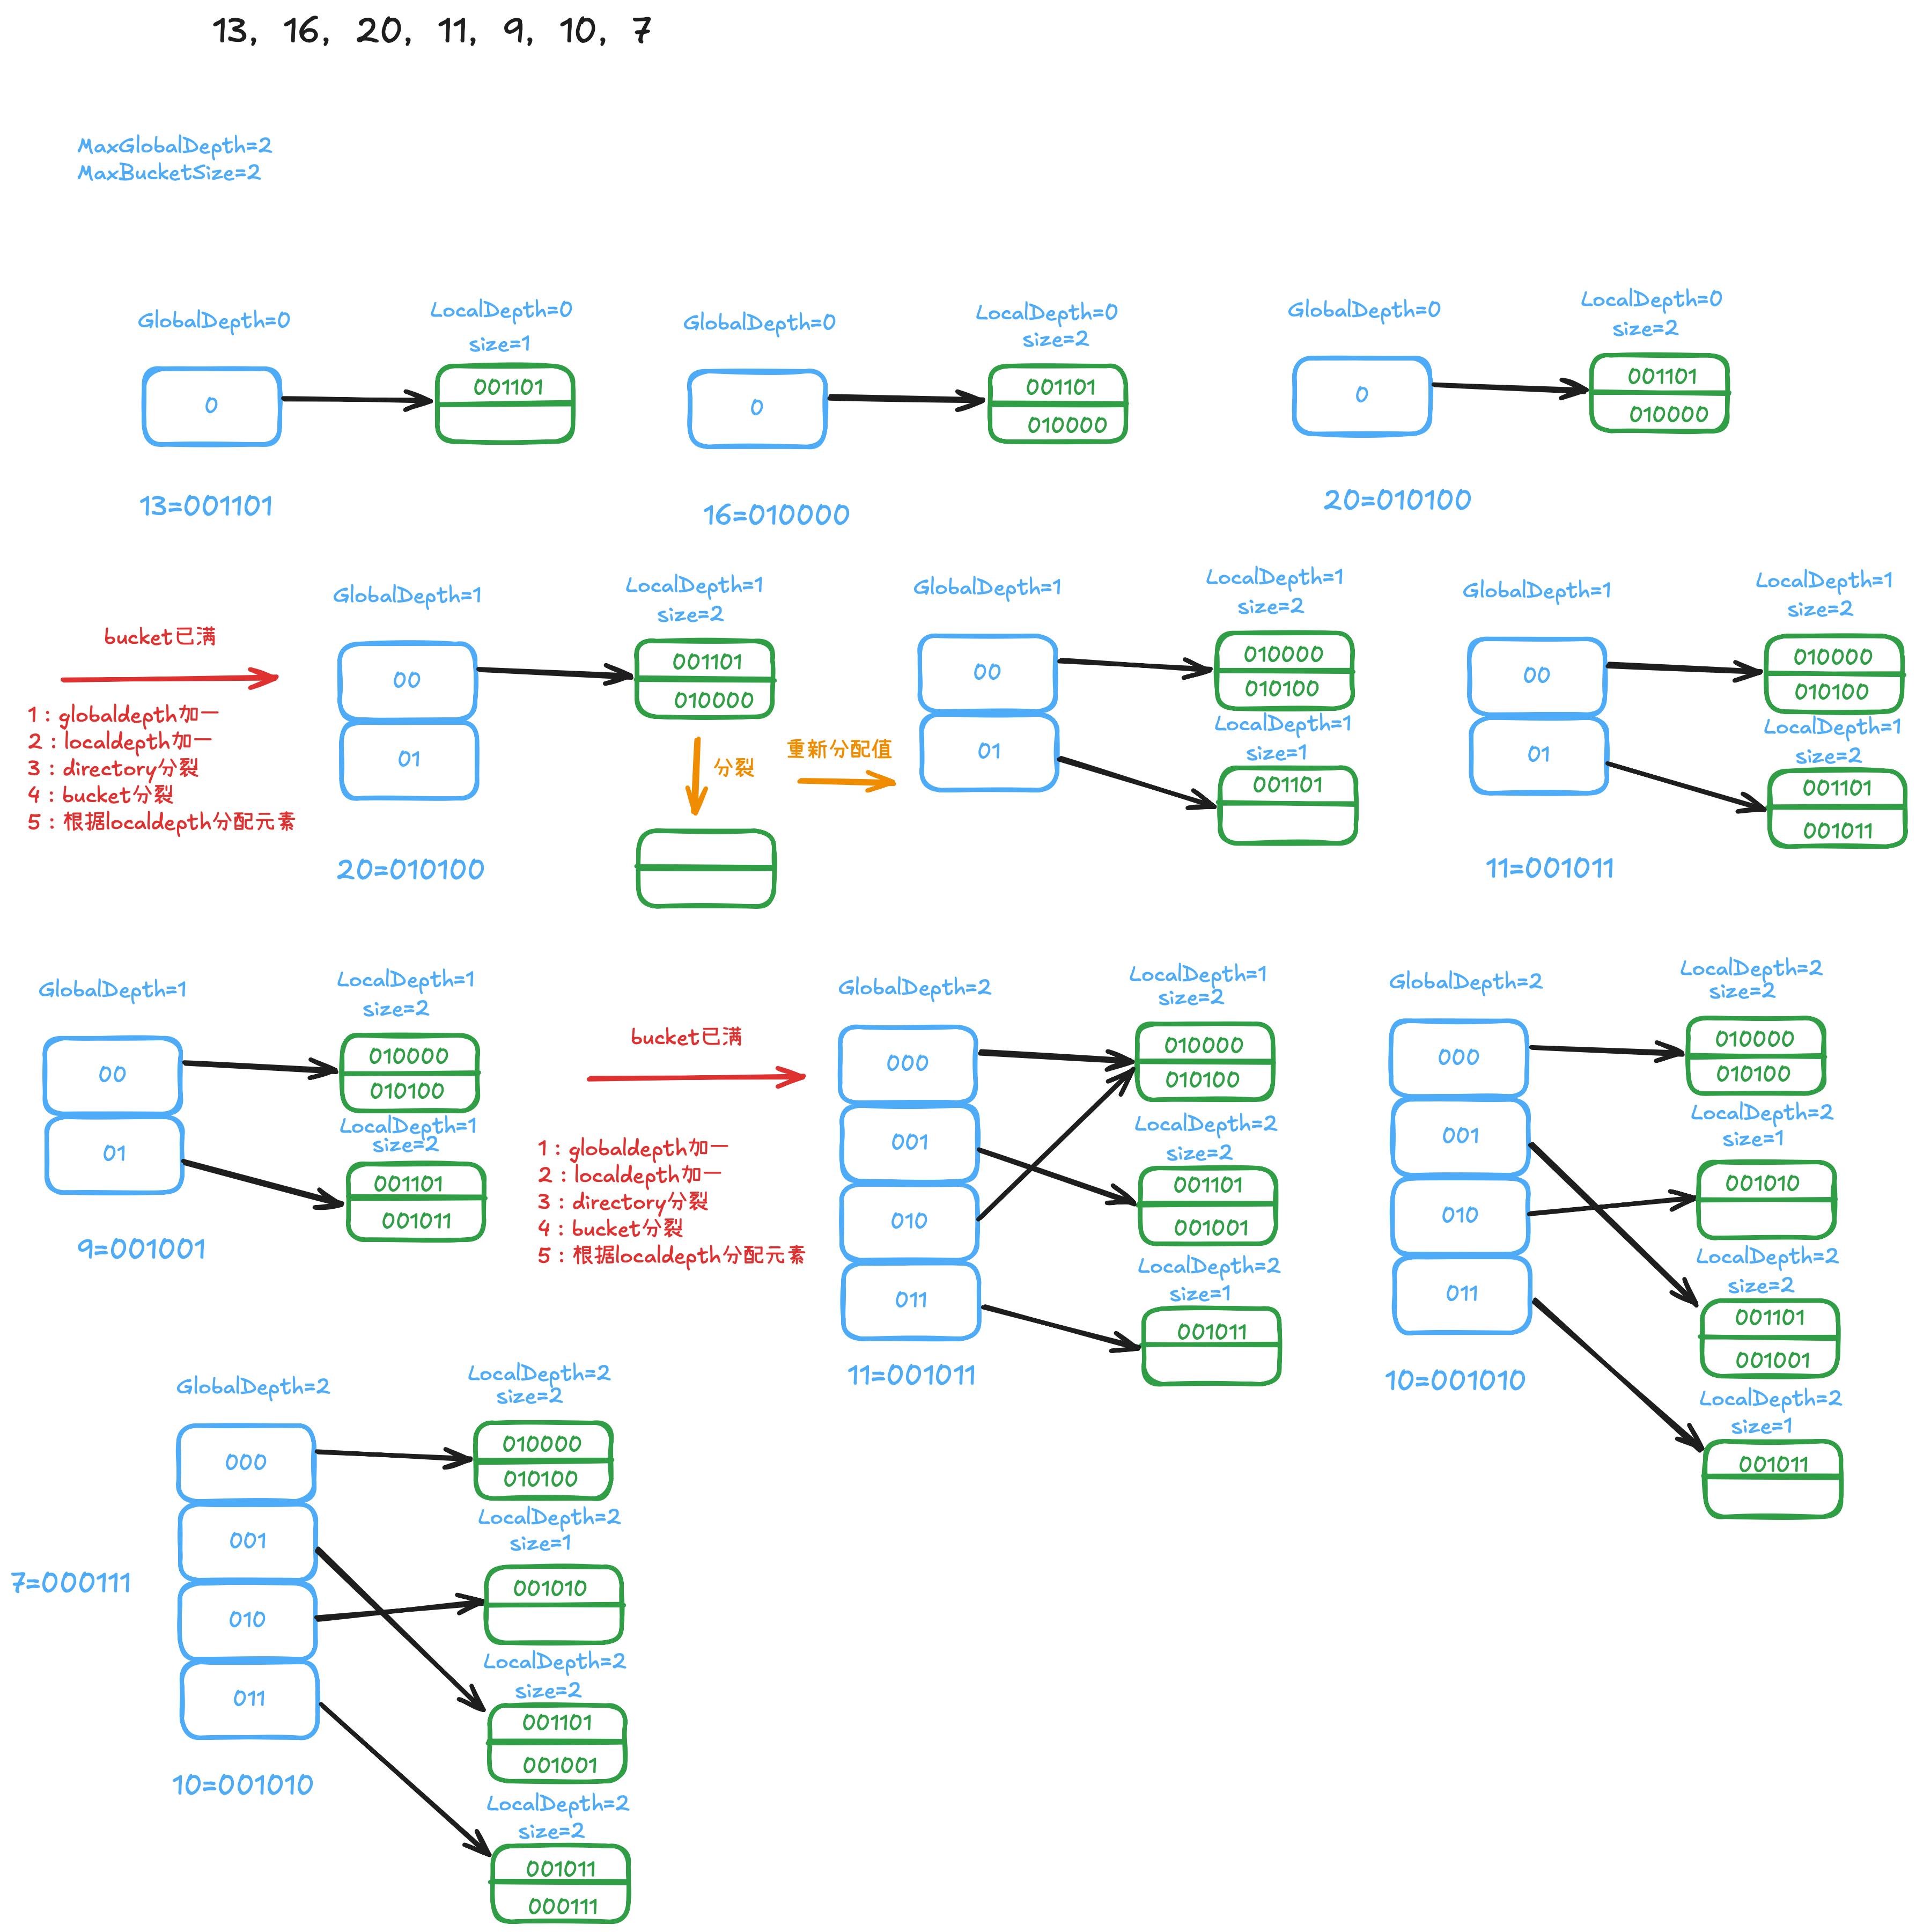 13, 16, 20, 11, 9, 10, 7
MaxGlobalDepth=2
MaxBucketSize=2
GlobalDepth=0
0
LocalDepth=0
size=1
001101
13=001101
GlobalDepth=0
0
LocalDepth=0
size=2
001101
010000
16=010000
GlobalDepth=0
0
LocalDepth=0
size=2
001101
010000
20=010100
bucket已满
1：globaldepth加一
2：localdepth加一
3：directory分裂
4：bucket分裂
5：根据localdepth分配元素
GlobalDepth=1
00
01
20=010100
LocalDepth=1
size=2
001101
010000
分裂
重新分配值
GlobalDepth=1
00
01
LocalDepth=1
size=2
010000
010100
LocalDepth=1
size=1
001101
GlobalDepth=1
00
01
LocalDepth=1
size=2
010000
010100
LocalDepth=1
size=2
001101
001011
11=001011
GlobalDepth=1
00
01
9=001001
LocalDepth=1
size=2
010000
010100
LocalDepth=1
size=2
001101
001011
bucket已满
1：globaldepth加一
2：localdepth加一
3：directory分裂
4：bucket分裂
5：根据localdepth分配元素
GlobalDepth=2
000
001
010
011
11=001011
LocalDepth=1
size=2
010000
010100
LocalDepth=2
size=2
001101
001001
LocalDepth=2
size=1
001011
GlobalDepth=2
000
001
010
011
10=001010
LocalDepth=2
size=2
010000
010100
LocalDepth=2
size=1
001010
LocalDepth=2
size=2
001101
001001
LocalDepth=2
size=1
001011
7=000111
GlobalDepth=2
000
001
010
011
10=001010
LocalDepth=2
size=2
010000
010100
LocalDepth=2
size=1
001010
LocalDepth=2
size=2
001101
001001
LocalDepth=2
size=2
001011
000111